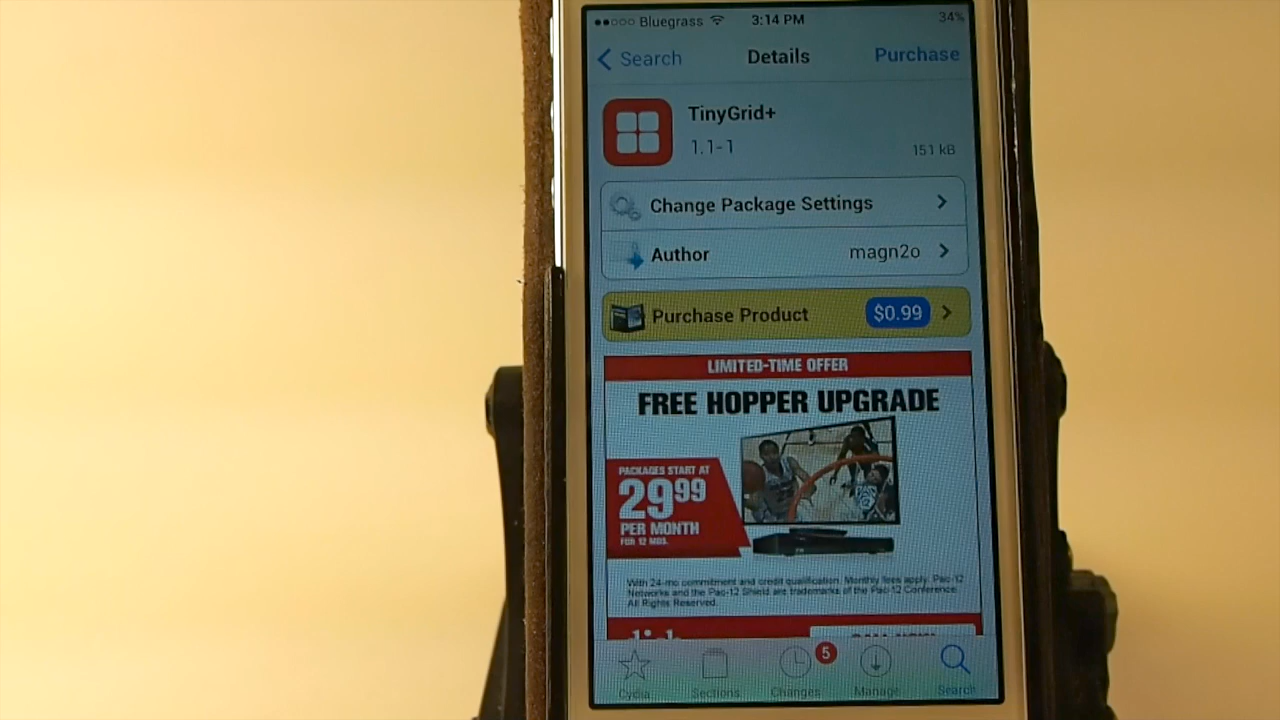 Bluegrass 3:14 PM 34%
Search Details Purchase
TinyGrid+
1.1-1 151 kB
Change Package Settings
Author magn2o
Purchase Product $0.99
LIMITED-TIME OFFER
FREE HOPPER UPGRADE
PACKAGES START AT
29⁹⁹
PER MONTH
FOR 12 MOS.
With 24-mo commitment and credit qualification. Monthly fees apply. Pac-12
Networks and the Pac-12 Shield are trademarks of the Pac-12 Conference.
All Rights Reserved.
5
Cydia Sections Changes Manage Search